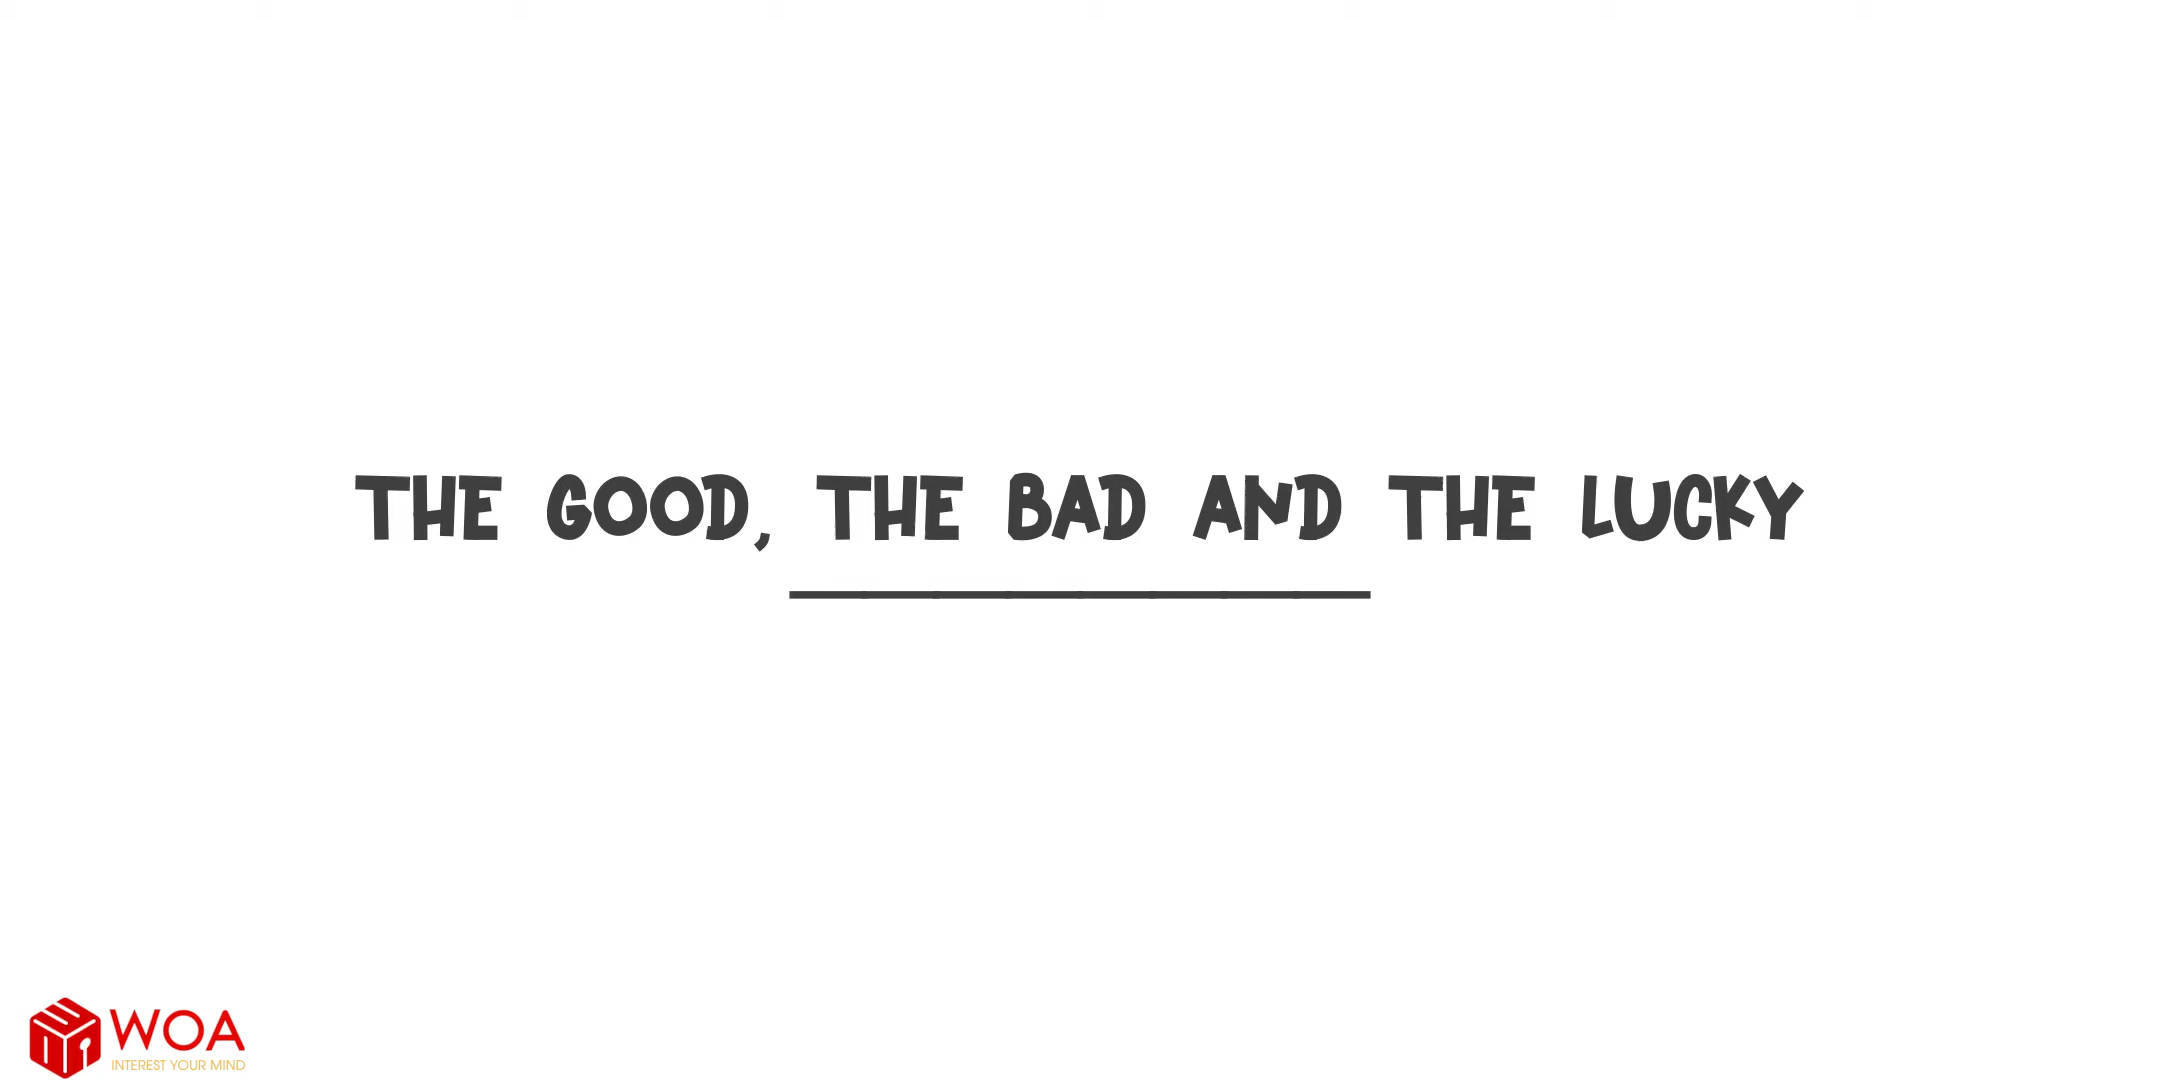 THE GOOD, THE BAD AND THE LUCKY
WOA
INTEREST YOUR MIND